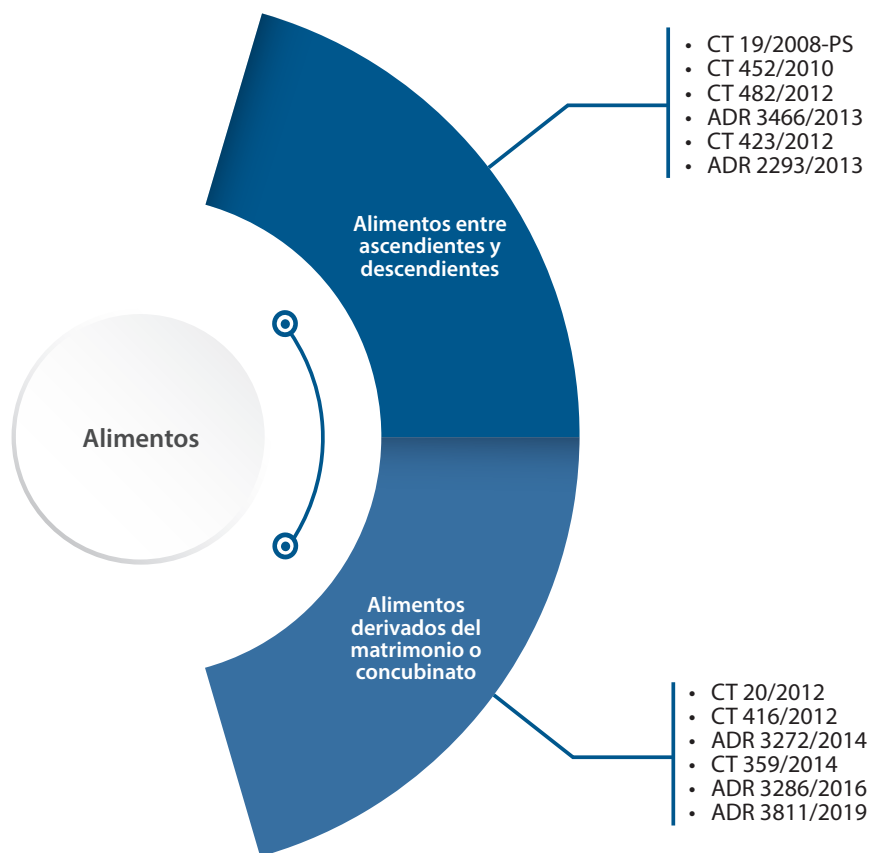 Alimentos
Alimentos entre
ascendientes y
descendientes
• CT 19/2008-PS
• CT 452/2010
• CT 482/2012
• ADR 3466/2013
• CT 423/2012
• ADR 2293/2013
Alimentos
derivados del
matrimonio o
concubinato
• CT 20/2012
• CT 416/2012
• ADR 3272/2014
• CT 359/2014
• ADR 3286/2016
• ADR 3811/2019